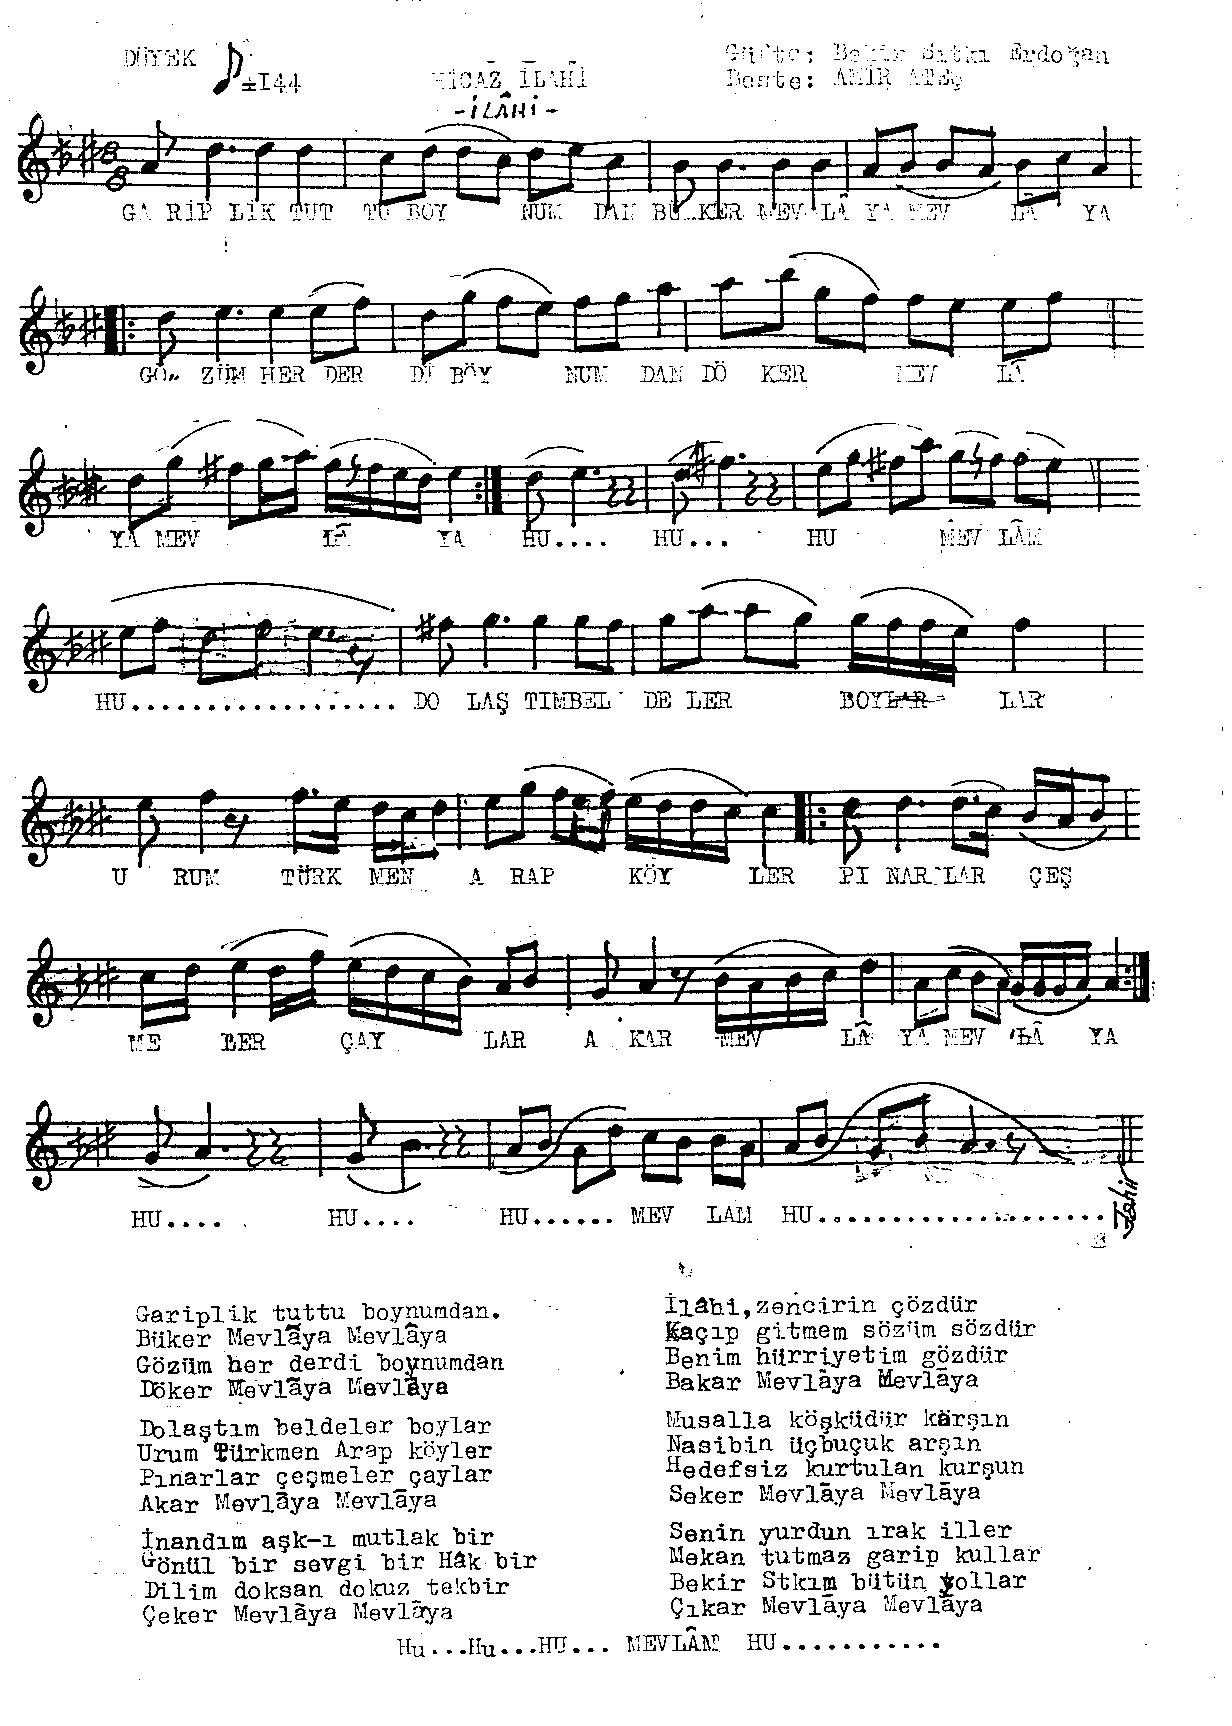 DÜYEK ♪=144
HİCAZ İLAHİ
-İLÂHİ-
Güfte: Bekir Sıtkı Erdoğan
Beste: AMİR ATEŞ
8
8
GA RİP LİK TUT TU BOY NUM DAN BÜ KER MEV LÂ YA MEV LÂ YA
GÖ.. ZÜM HER DER Dİ BOY NUM DAN DÖ KER MEV LÂ
YA MEV LÂ YA HU.... HU... HU MEV LÂM
HU.................. DO LAŞ TIM BEL DE LER BOY LAR
U RUM TÜRK MEN A RAP KÖY LER PI NAR LAR ÇEŞ
ME LER ÇAY LAR A KAR MEV LÂ YA MEV LÂ YA
HU.... HU.... HU...... MEV LAM HU....................
Tahir
Gariplik tuttu boynumdan.
Büker Mevlâya Mevlâya
Gözüm her derdi boynumdan
Döker Mevlâya Mevlâya
Dolaştım beldeler boylar
Urum Türkmen Arap köyler
Pınarlar çeşmeler çaylar
Akar Mevlâya Mevlâya
İnandım aşk-ı mutlak bir
Gönül bir sevgi bir Hâk bir
Dilim doksan dokuz tekbir
Çeker Mevlâya Mevlâya
İlâhi,zencirin çözdür
Kaçıp gitmem sözüm sözdür
Benim hürriyetim gözdür
Bakar Mevlâya Mevlâya
Musalla köşküdür karşın
Nasibin üçbuçuk arşın
Hedefsiz kurtulan kurşun
Seker Mevlâya Mevlâya
Senin yurdun ırak iller
Mekan tutmaz garip kullar
Bekir Stkım bütün yollar
Çıkar Mevlâya Mevlâya
Hu...Hu...HU... MEVLÂM HU...........